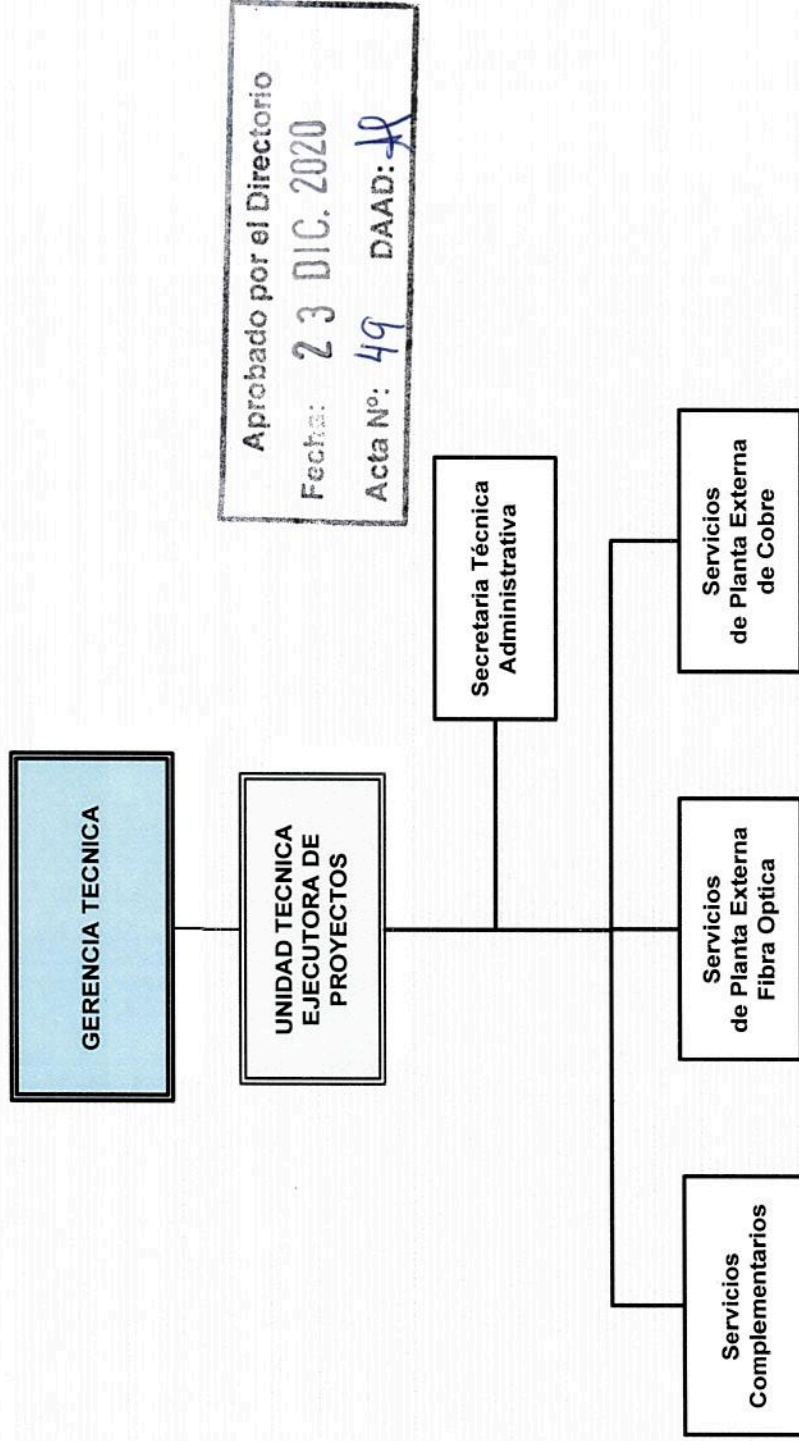 GERENCIA TECNICA
UNIDAD TECNICA
EJECUTORA DE
PROYECTOS
Aprobado por el Directorio
Fecha: 23 DIC. 2020
Acta Nº: 49 DAAD:
Secretaria Técnica
Administrativa
Servicios
Complementarios
Servicios
de Planta Externa
Fibra Optica
Servicios
de Planta Externa
de Cobre